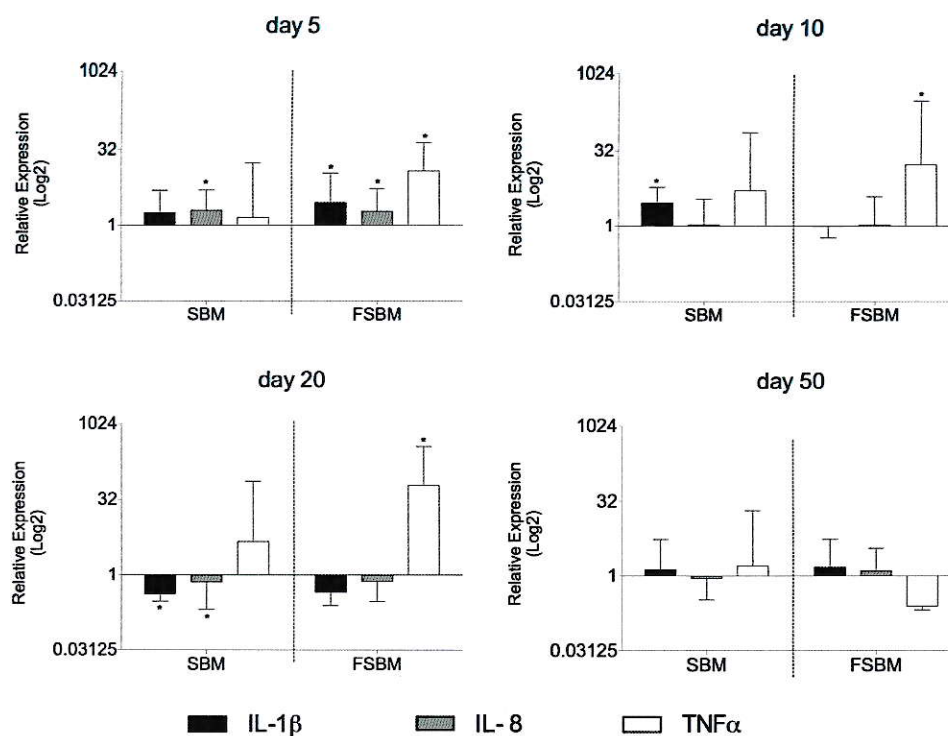 day 5
1024
32
1
0.03125
Relative Expression
(Log2)
* * * *
SBM FSBM
day 10
1024
32
1
0.03125
Relative Expression
(Log2)
* *
SBM FSBM
day 20
1024
32
1
0.03125
Relative Expression
(Log2)
* * *
SBM FSBM
day 50
1024
32
1
0.03125
Relative Expression
(Log2)
SBM FSBM
IL-1β IL- 8 TNFα